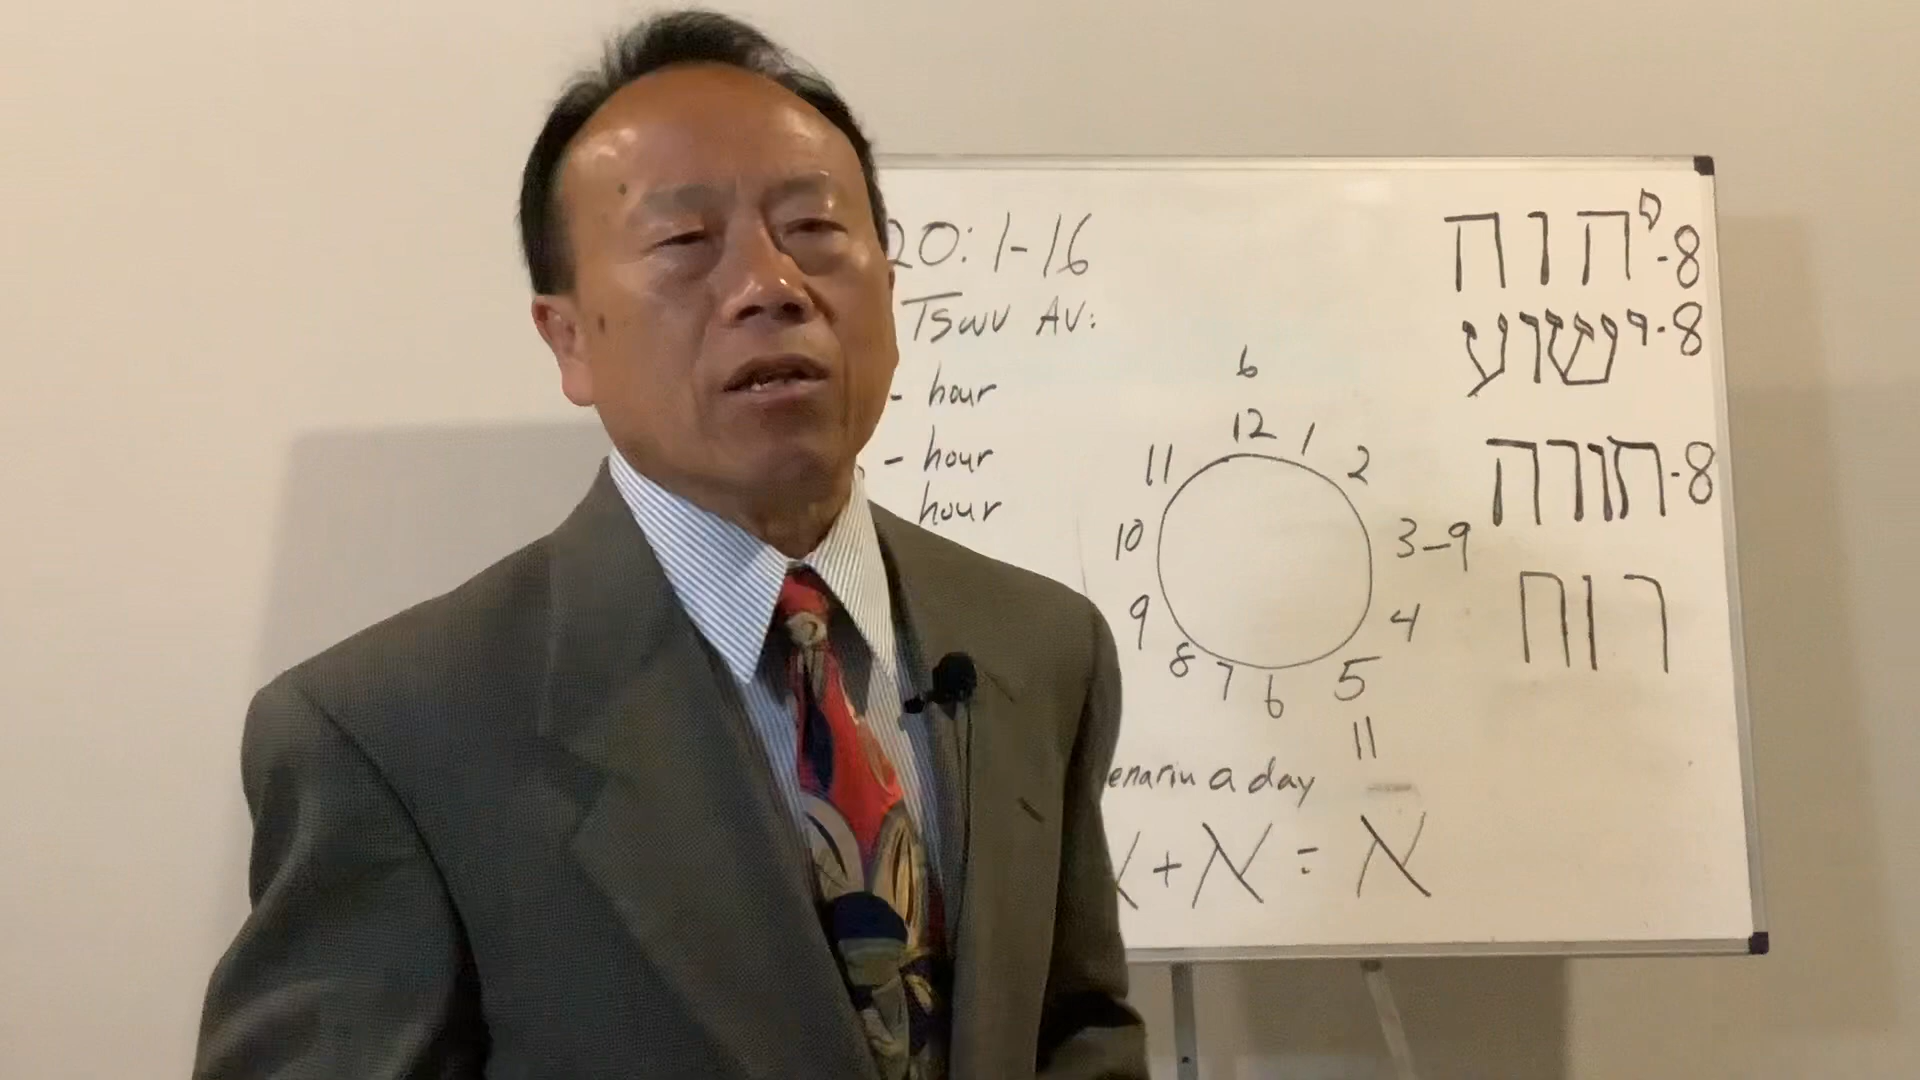 20:1-16
Tswv Av:
- hour
- hour
hour
6
12
1
2
3-9
4
5
11
6
7
8
9
10
11
a day
+ א = א
יהוה-8
ישוע-8
תורה-8
רוח